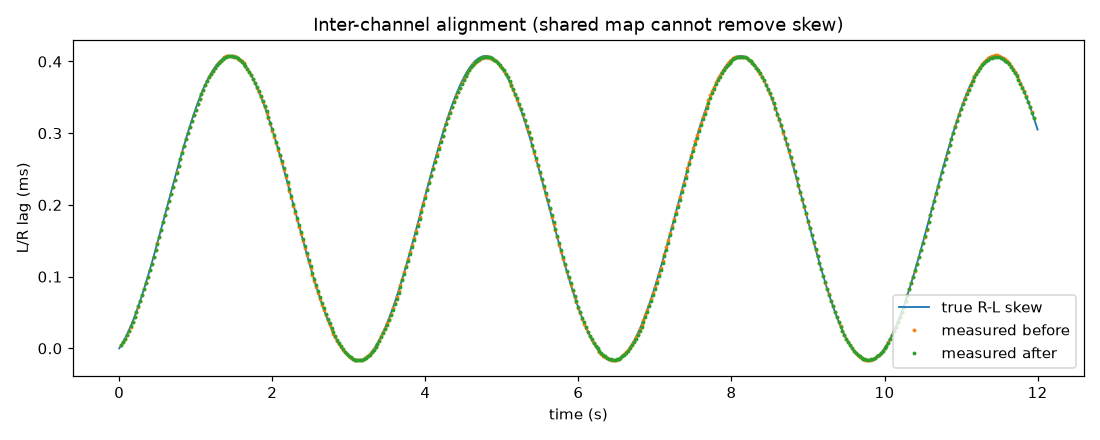 Inter-channel alignment (shared map cannot remove skew)
L/R lag (ms)
0.4
0.3
0.2
0.1
0.0
true R-L skew
measured before
measured after
0 2 4 6 8 10 12
time (s)